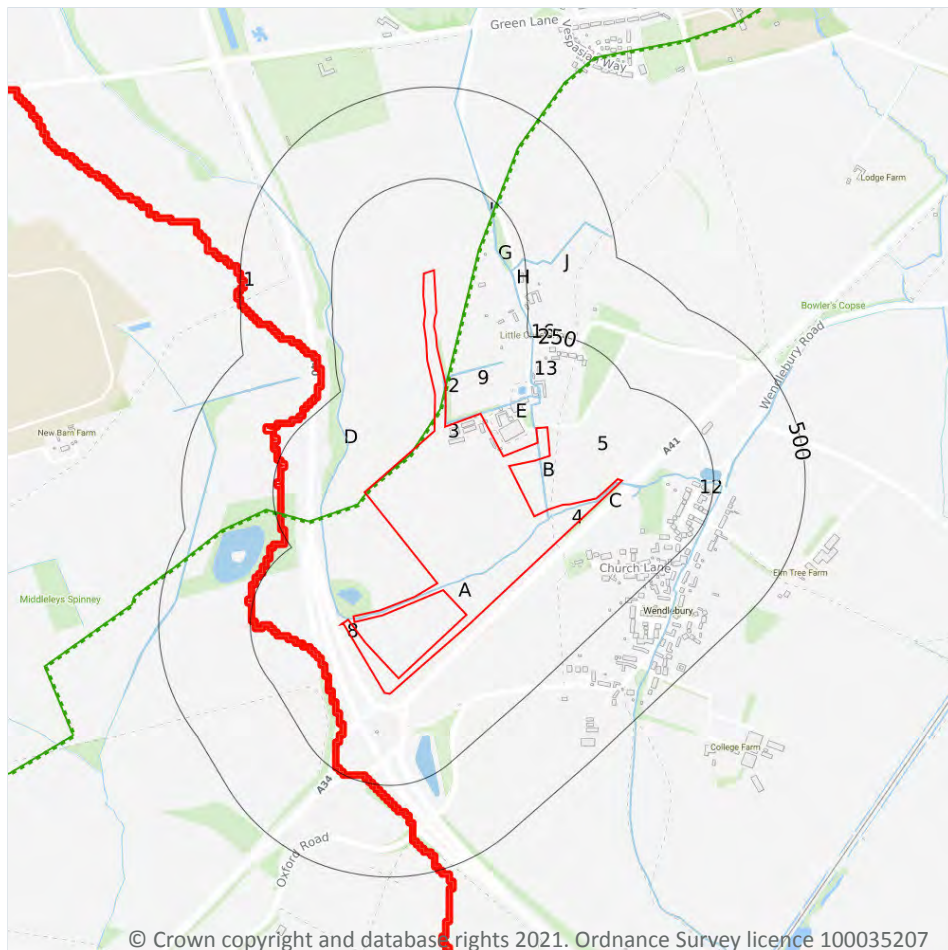 Green Lane
Vespasian Way
Lodge Farm
1
G
J
H
Bowler's Copse
16
250
Wendlebury Road
13
9
2
E
3
New Barn Farm
D
5
A41
500
B
12
C
4
Church Lane
Elm Tree Farm
A
Middleleys Spinney
Wendlebury
8
College Farm
A34
Oxford Road
© Crown copyright and database rights 2021. Ordnance Survey licence 100035207